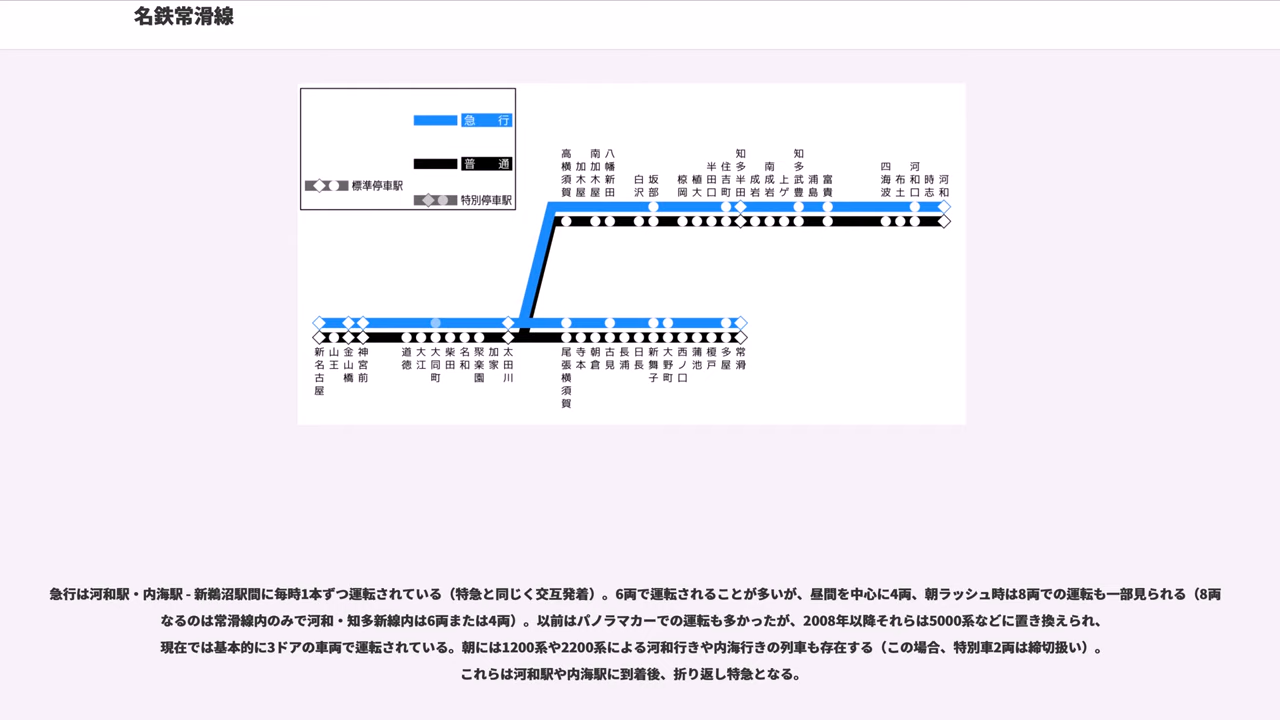 名鉄常滑線
急 行
普 通
標準停車駅
特別停車駅
高横須賀
加木屋
南加木屋
八幡新田
白沢
坂部
椋岡
植大
半田口
住吉町
知多半田
成岩
南成岩
上ゲ
知多武豊
浦島
富貴
四海波
布土
河和口
時志
河和
新名古屋
山王
金山橋
神宮前
道徳
大江
大同町
柴田
名和
聚楽園
加家
太田川
尾張横須賀
寺本
朝倉
古見
長浦
日長
新舞子
大野町
西ノ口
蒲池
榎戸
多屋
常滑
急行は河和駅・内海駅 - 新鵜沼駅間に毎時1本ずつ運転されている（特急と同じく交互発着）。6両で運転されることが多いが、昼間を中心に4両、朝ラッシュ時は8両での運転も一部見られる（8両
なるのは常滑線内のみで河和・知多新線内は6両または4両）。以前はパノラマカーでの運転も多かったが、2008年以降それらは5000系などに置き換えられ、
現在では基本的に3ドアの車両で運転されている。朝には1200系や2200系による河和行きや内海行きの列車も存在する（この場合、特別車2両は締切扱い）。
これらは河和駅や内海駅に到着後、折り返し特急となる。